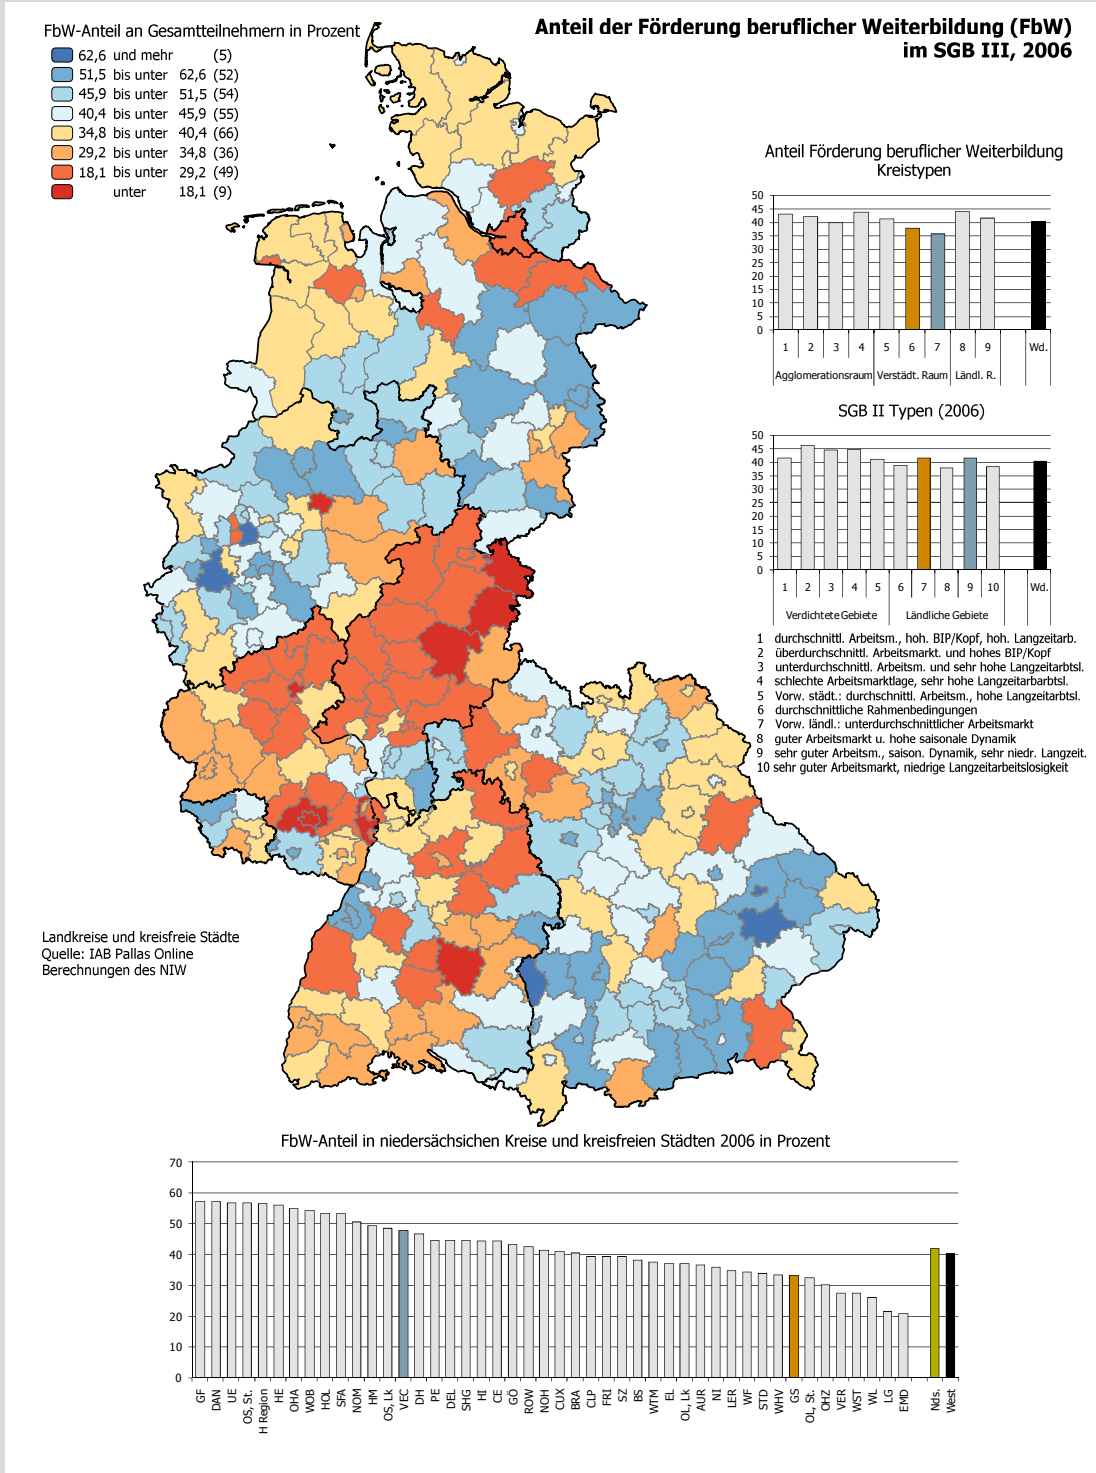 Anteil der Förderung beruflicher Weiterbildung (FbW)
im SGB III, 2006
FbW-Anteil an Gesamtteilnehmern in Prozent
62,6 und mehr (5)
51,5 bis unter 62,6 (52)
45,9 bis unter 51,5 (54)
40,4 bis unter 45,9 (55)
34,8 bis unter 40,4 (66)
29,2 bis unter 34,8 (36)
18,1 bis unter 29,2 (49)
unter 18,1 (9)
Anteil Förderung beruflicher Weiterbildung
Kreistypen
50
45
40
35
30
25
20
15
10
5
0
1 2 3 4 5 6 7 8 9 Wd.
Agglomerationsraum Verstädt. Raum Ländl. R.
SGB II Typen (2006)
50
45
40
35
30
25
20
15
10
5
0
1 2 3 4 5 6 7 8 9 10 Wd.
Verdichtete Gebiete Ländliche Gebiete
1 durchschnittl. Arbeitsm., hoh. BIP/Kopf, hoh. Langzeitarb.
2 überdurchschnittl. Arbeitsmarkt. und hohes BIP/Kopf
3 unterdurchschnittl. Arbeitsm. und sehr hohe Langzeitarbtsl.
4 schlechte Arbeitsmarktlage, sehr hohe Langzeitarbarbtsl.
5 Vorw. städt.: durchschnittl. Arbeitsm., hohe Langzeitarbtsl.
6 durchschnittliche Rahmenbedingungen
7 Vorw. ländl.: unterdurchschnittlicher Arbeitsmarkt
8 guter Arbeitsmarkt u. hohe saisonale Dynamik
9 sehr guter Arbeitsm., saison. Dynamik, sehr niedr. Langzeit.
10 sehr guter Arbeitsmarkt, niedrige Langzeitarbeitslosigkeit
Landkreise und kreisfreie Städte
Quelle: IAB Pallas Online
Berechnungen des NIW
FbW-Anteil in niedersächsichen Kreise und kreisfreien Städten 2006 in Prozent
70
60
50
40
30
20
10
0
GF DAN UE OS, St. H Region HE OHA WOB HOL SFA NOM HM OS, Lk VEC DH PE DEL SHG HI CE GÖ ROW NOH CUX BRA CLP FRI SZ BS WTM EL OL, Lk AUR NI LER WF STD WHV GS OL, St. OHZ VER WST WL LG EMD Nds. West